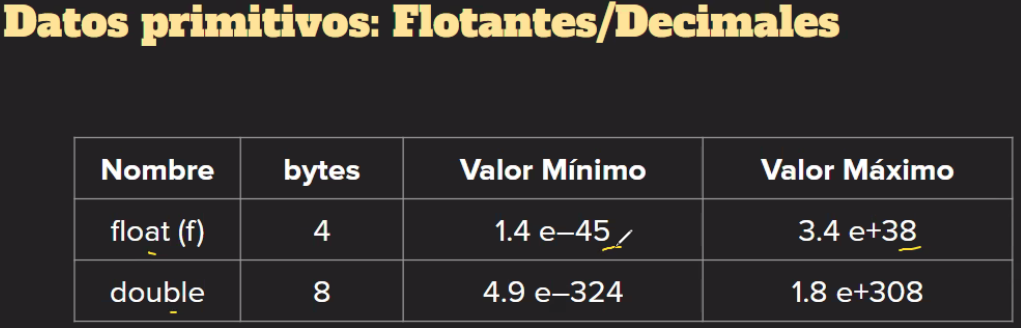 Datos primitivos: Flotantes/Decimales
Nombre bytes Valor Mínimo Valor Máximo
float (f) 4 1.4 e–45 3.4 e+38
double 8 4.9 e–324 1.8 e+308